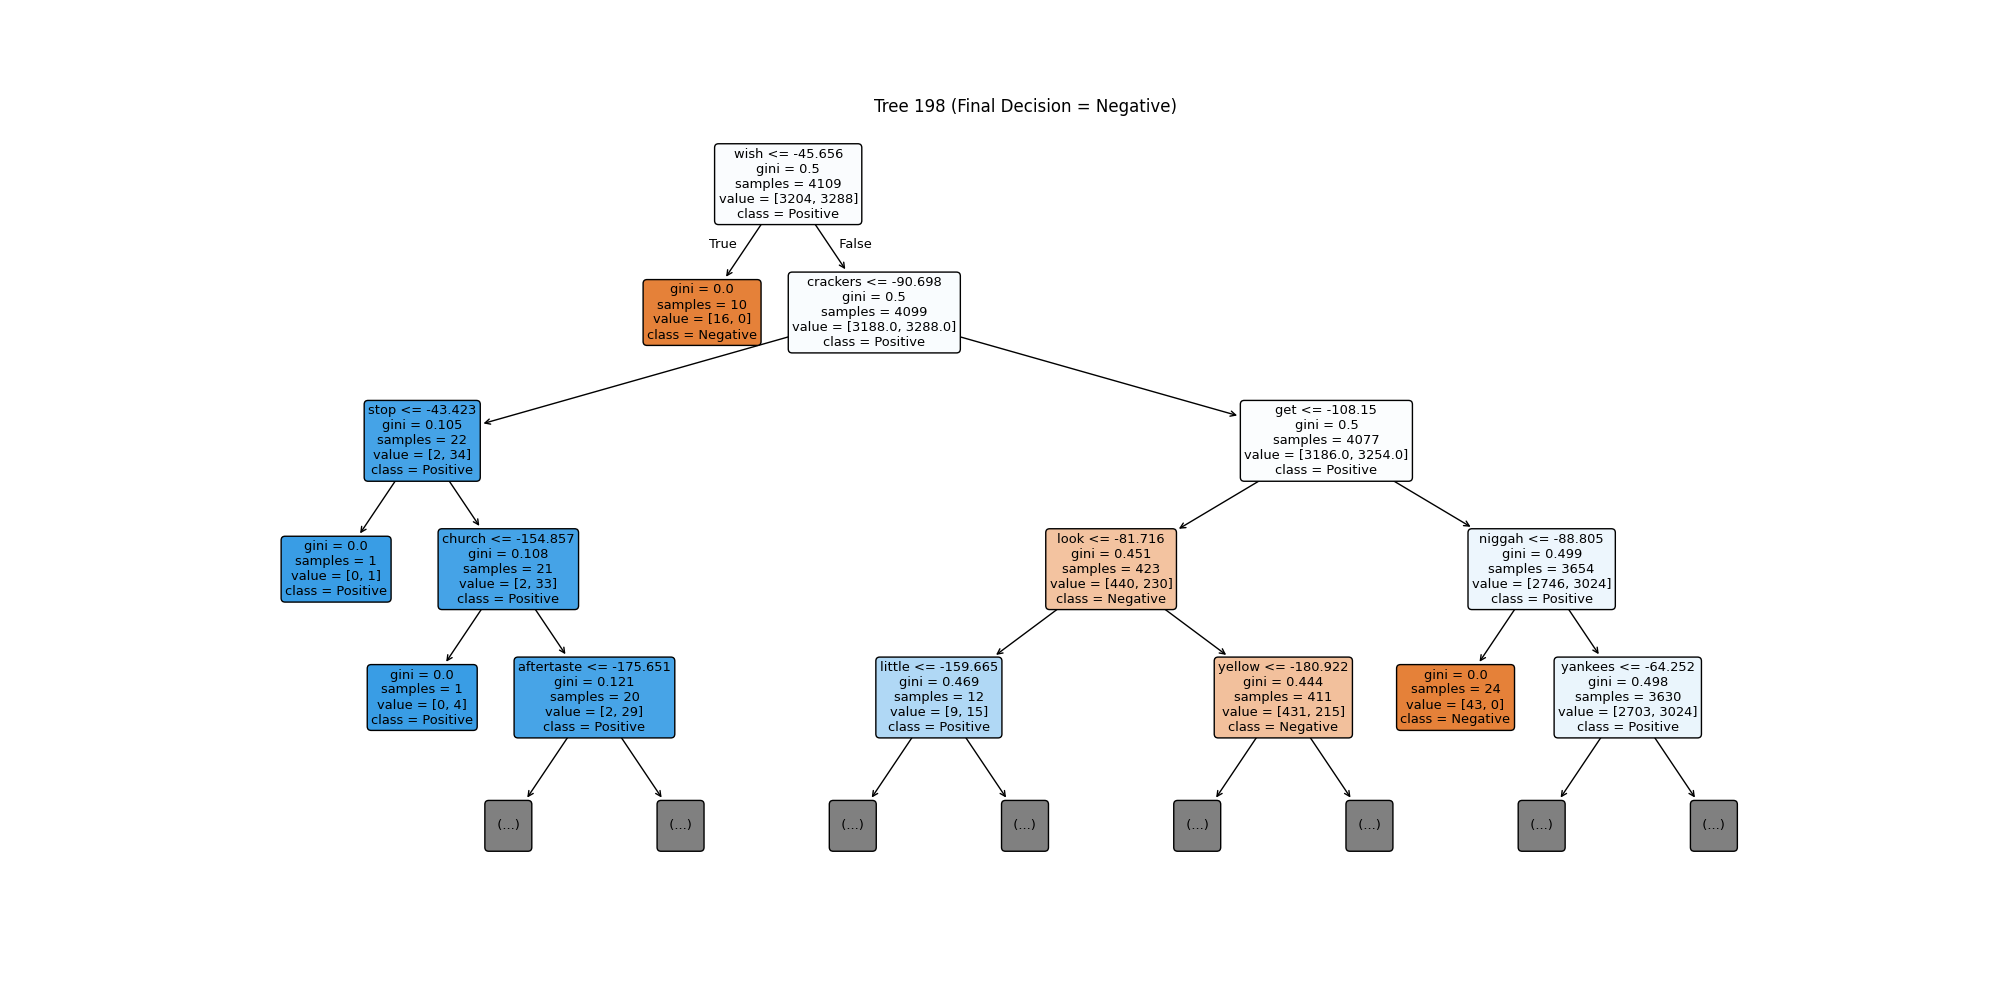 Tree 198 (Final Decision = Negative)
wish <= -45.656
gini = 0.5
samples = 4109
value = [3204, 3288]
class = Positive
True
False
gini = 0.0
samples = 10
value = [16, 0]
class = Negative
crackers <= -90.698
gini = 0.5
samples = 4099
value = [3188.0, 3288.0]
class = Positive
stop <= -43.423
gini = 0.105
samples = 22
value = [2, 34]
class = Positive
get <= -108.15
gini = 0.5
samples = 4077
value = [3186.0, 3254.0]
class = Positive
gini = 0.0
samples = 1
value = [0, 1]
class = Positive
church <= -154.857
gini = 0.108
samples = 21
value = [2, 33]
class = Positive
look <= -81.716
gini = 0.451
samples = 423
value = [440, 230]
class = Negative
niggah <= -88.805
gini = 0.499
samples = 3654
value = [2746, 3024]
class = Positive
gini = 0.0
samples = 1
value = [0, 4]
class = Positive
aftertaste <= -175.651
gini = 0.121
samples = 20
value = [2, 29]
class = Positive
little <= -159.665
gini = 0.469
samples = 12
value = [9, 15]
class = Positive
yellow <= -180.922
gini = 0.444
samples = 411
value = [431, 215]
class = Negative
gini = 0.0
samples = 24
value = [43, 0]
class = Negative
yankees <= -64.252
gini = 0.498
samples = 3630
value = [2703, 3024]
class = Positive
(...)
(...)
(...)
(...)
(...)
(...)
(...)
(...)